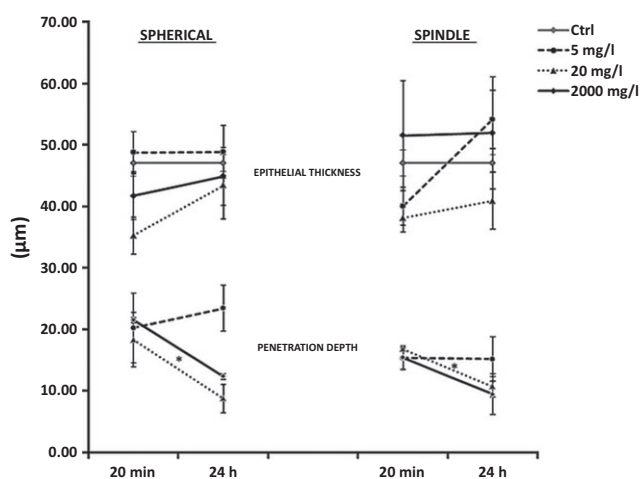 70.00
60.00
50.00
40.00
30.00
20.00
10.00
0.00
(μm)
SPHERICAL
SPINDLE
Ctrl
5 mg/l
20 mg/l
2000 mg/l
EPITHELIAL THICKNESS
PENETRATION DEPTH
*
*
20 min
24 h
20 min
24 h